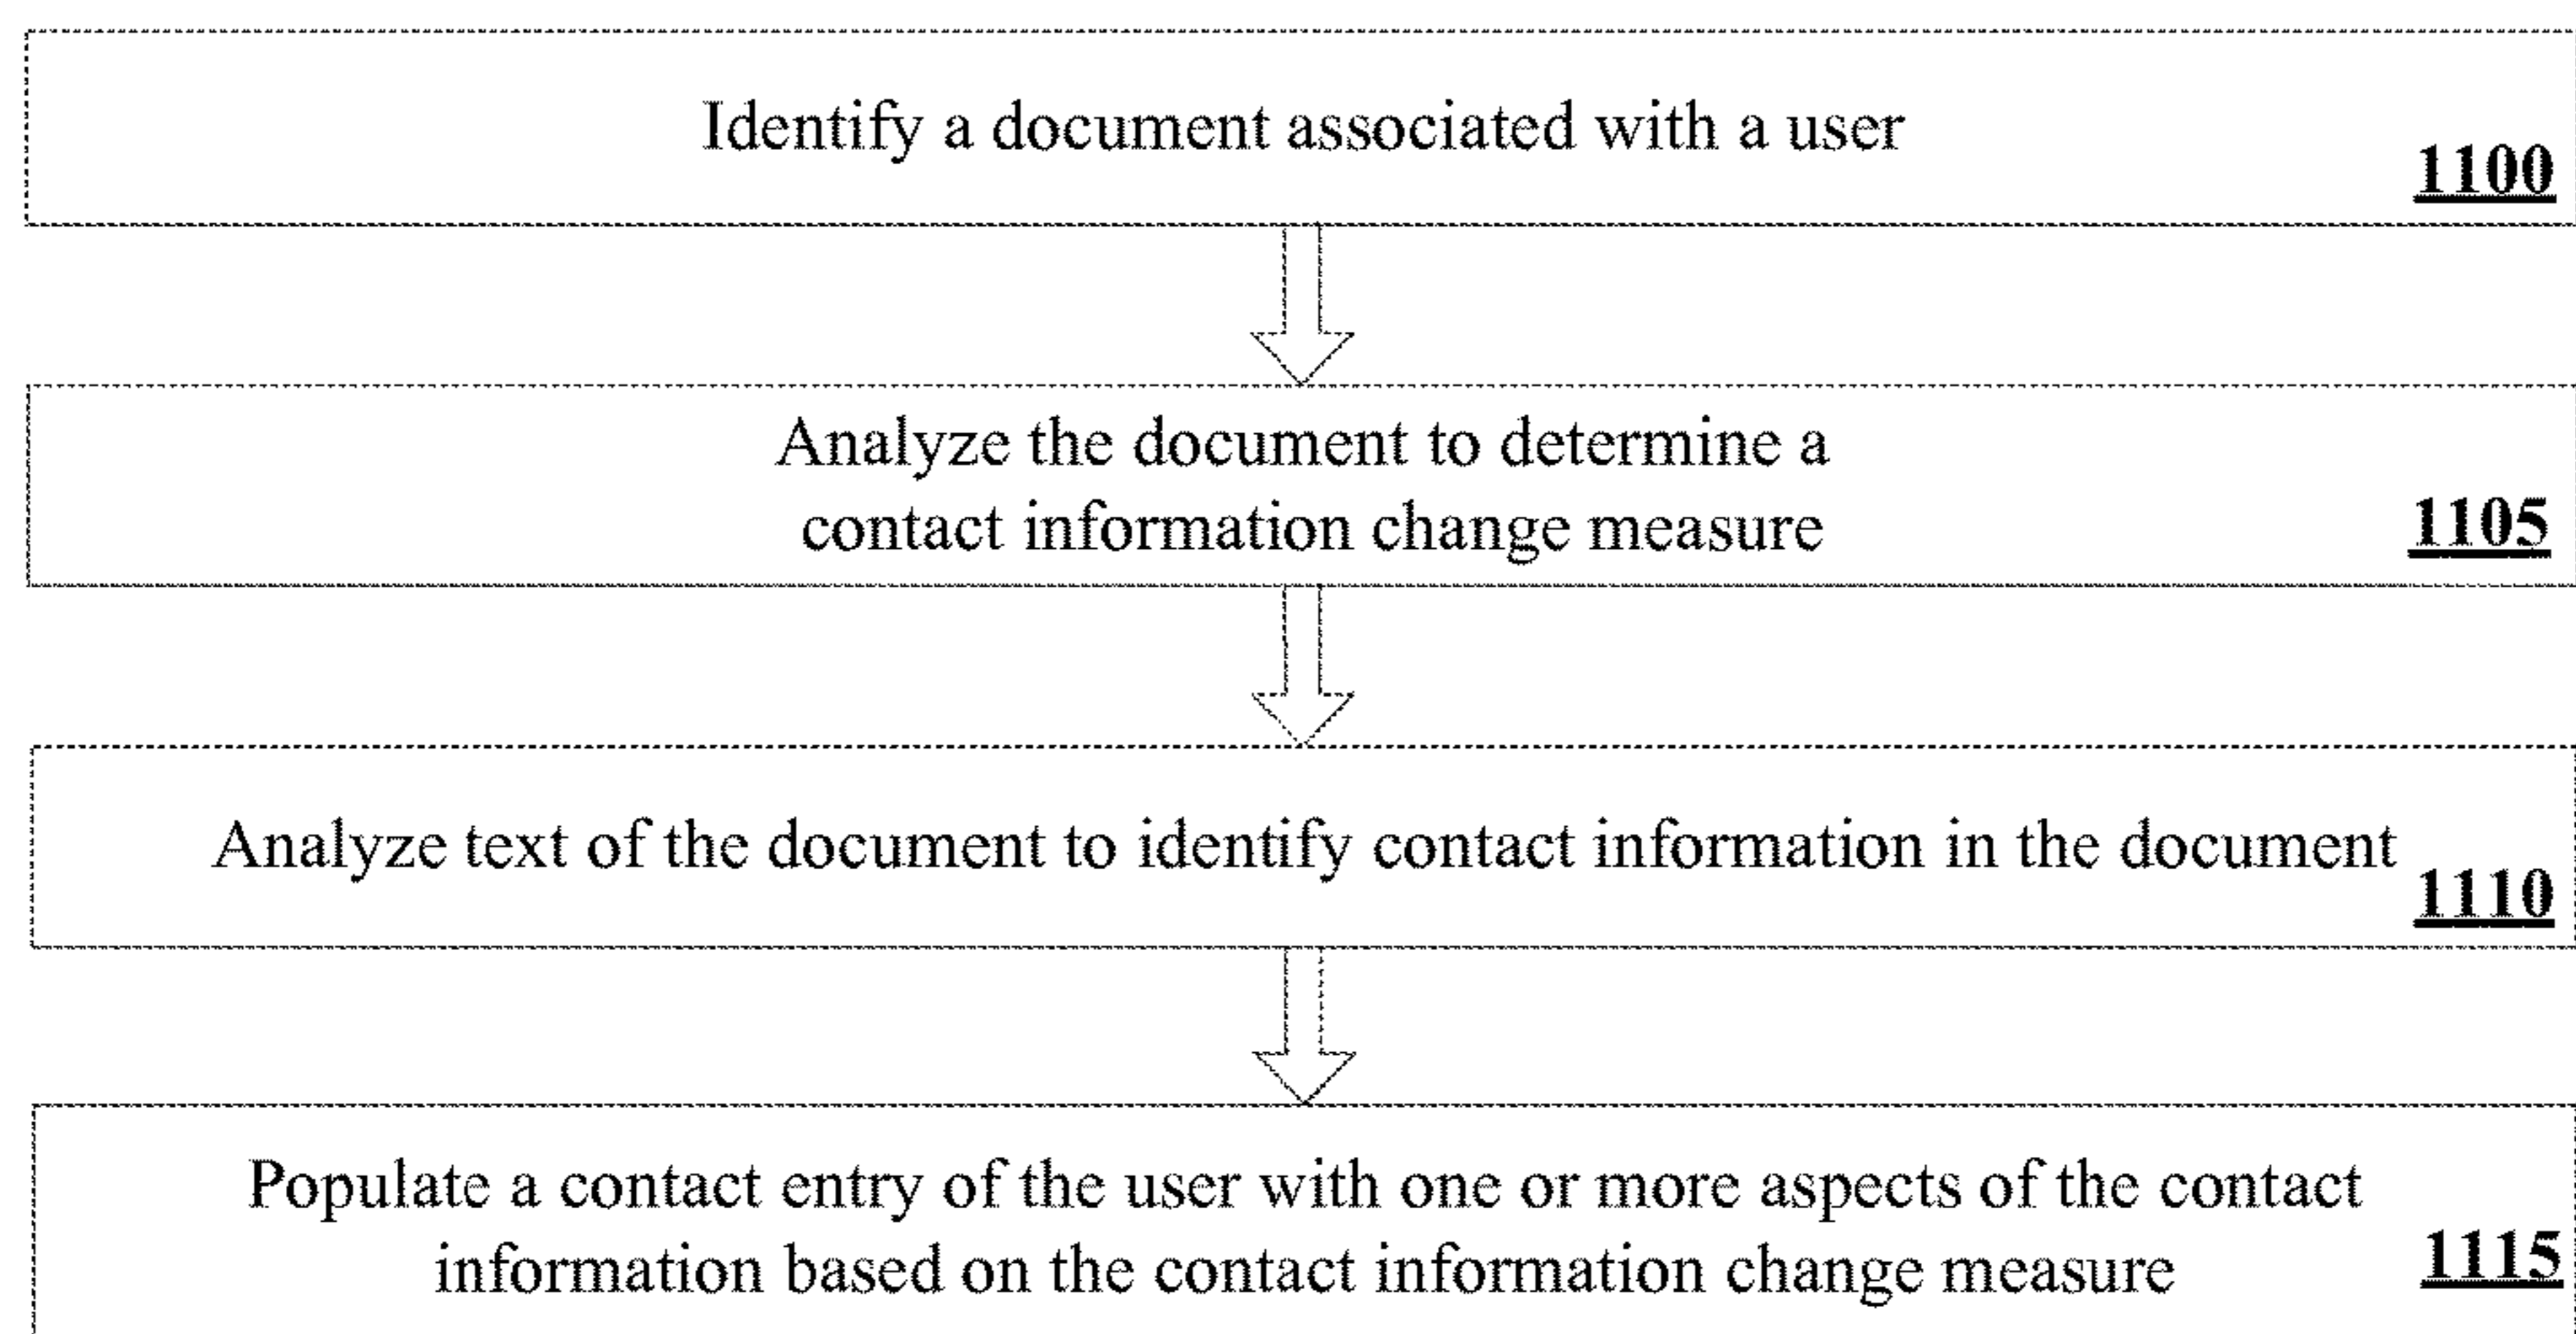 Identify a document associated with a user
1100
Analyze the document to determine a
contact information change measure
1105
Analyze text of the document to identify contact information in the document
1110
Populate a contact entry of the user with one or more aspects of the contact
information based on the contact information change measure
1115